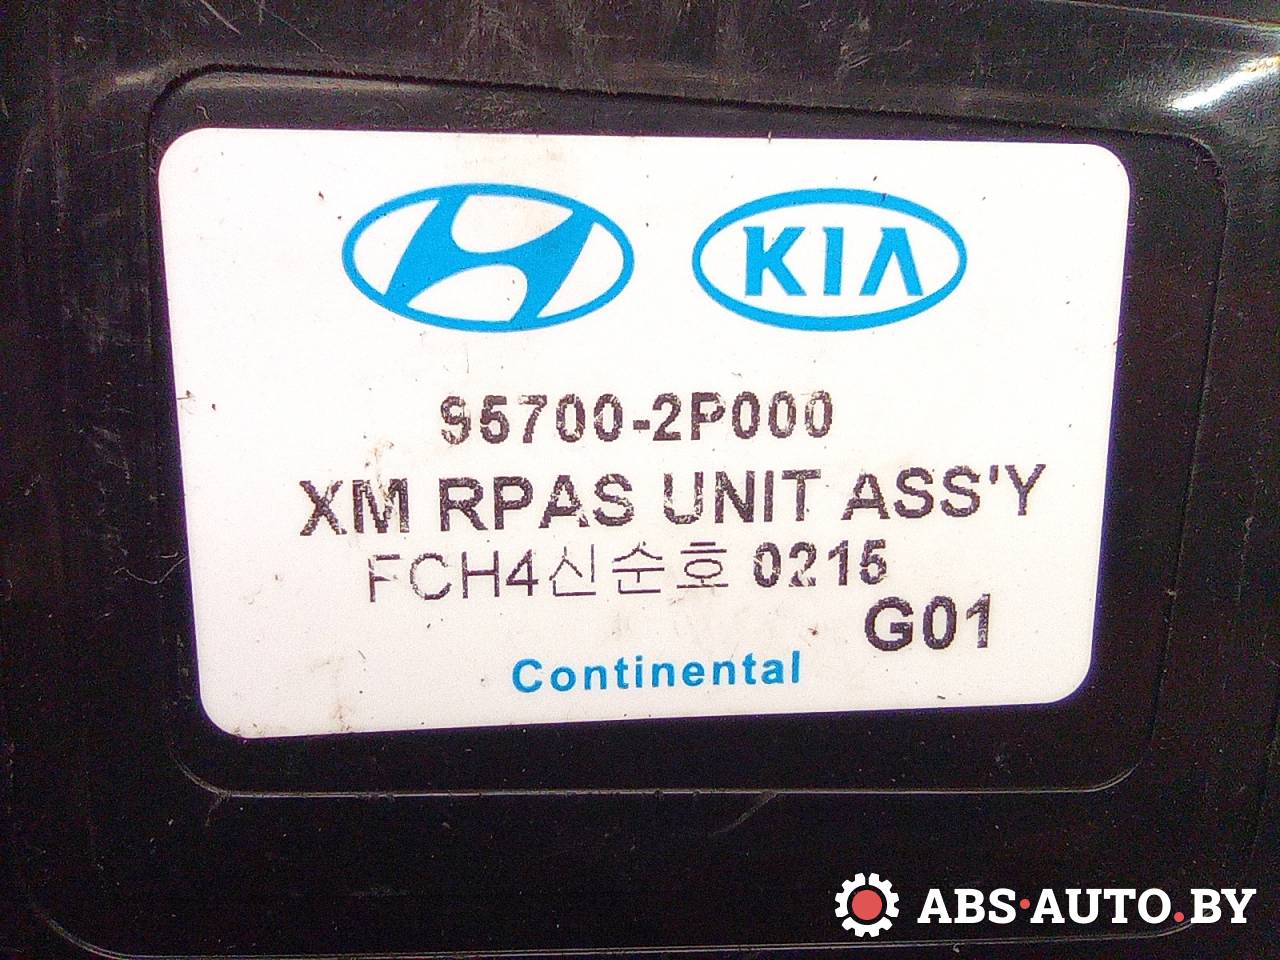 KIA
95700-2P000
XM RPAS UNIT ASS'Y
FCH4신순호 0215
G01
Continental
ABS·AUTO.BY